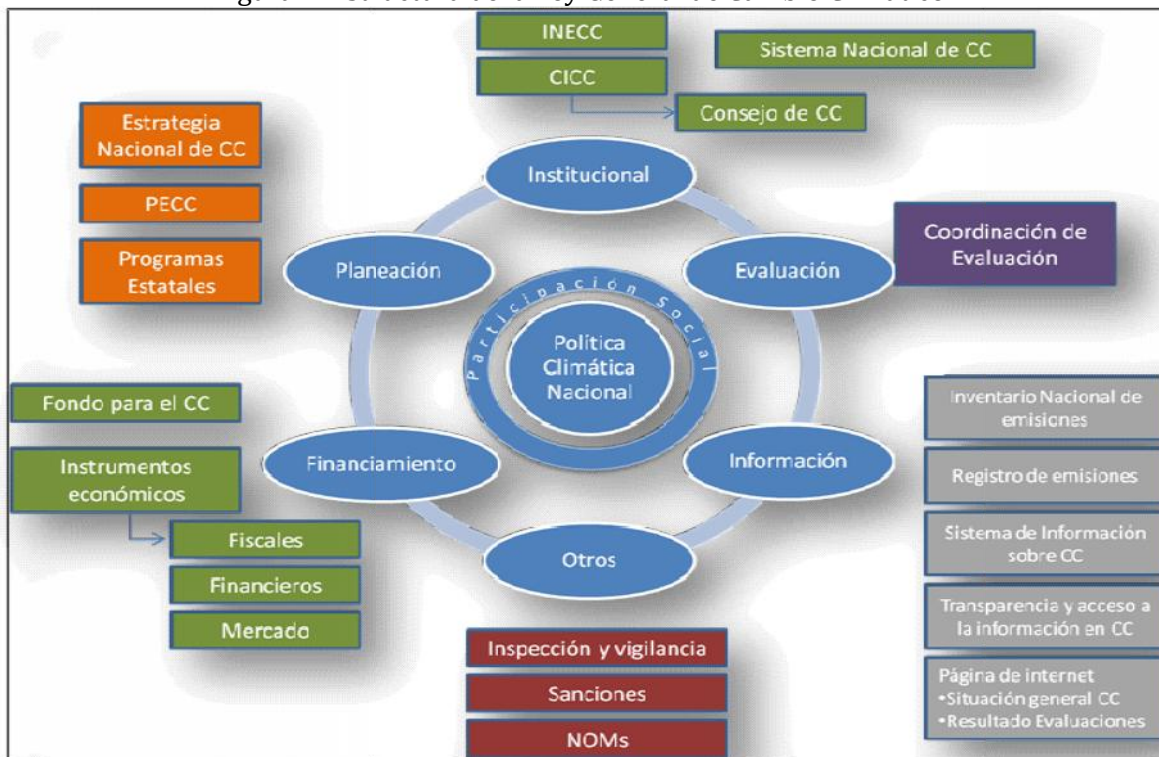 INECC
CICC
Sistema Nacional de CC
Consejo de CC
Estrategia
Nacional de CC
PECC
Programas
Estatales
Institucional
Planeación
Evaluación
Coordinación de
Evaluación
Participación Social
Política
Climática
Nacional
Fondo para el CC
Instrumentos
económicos
Fiscales
Financieros
Mercado
Financiamiento
Información
Otros
Inventario Nacional de
emisiones
Registro de emisiones
Sistema de Información
sobre CC
Transparencia y acceso a
la información en CC
Página de internet
•Situación general CC
•Resultado Evaluaciones
Inspección y vigilancia
Sanciones
NOMs